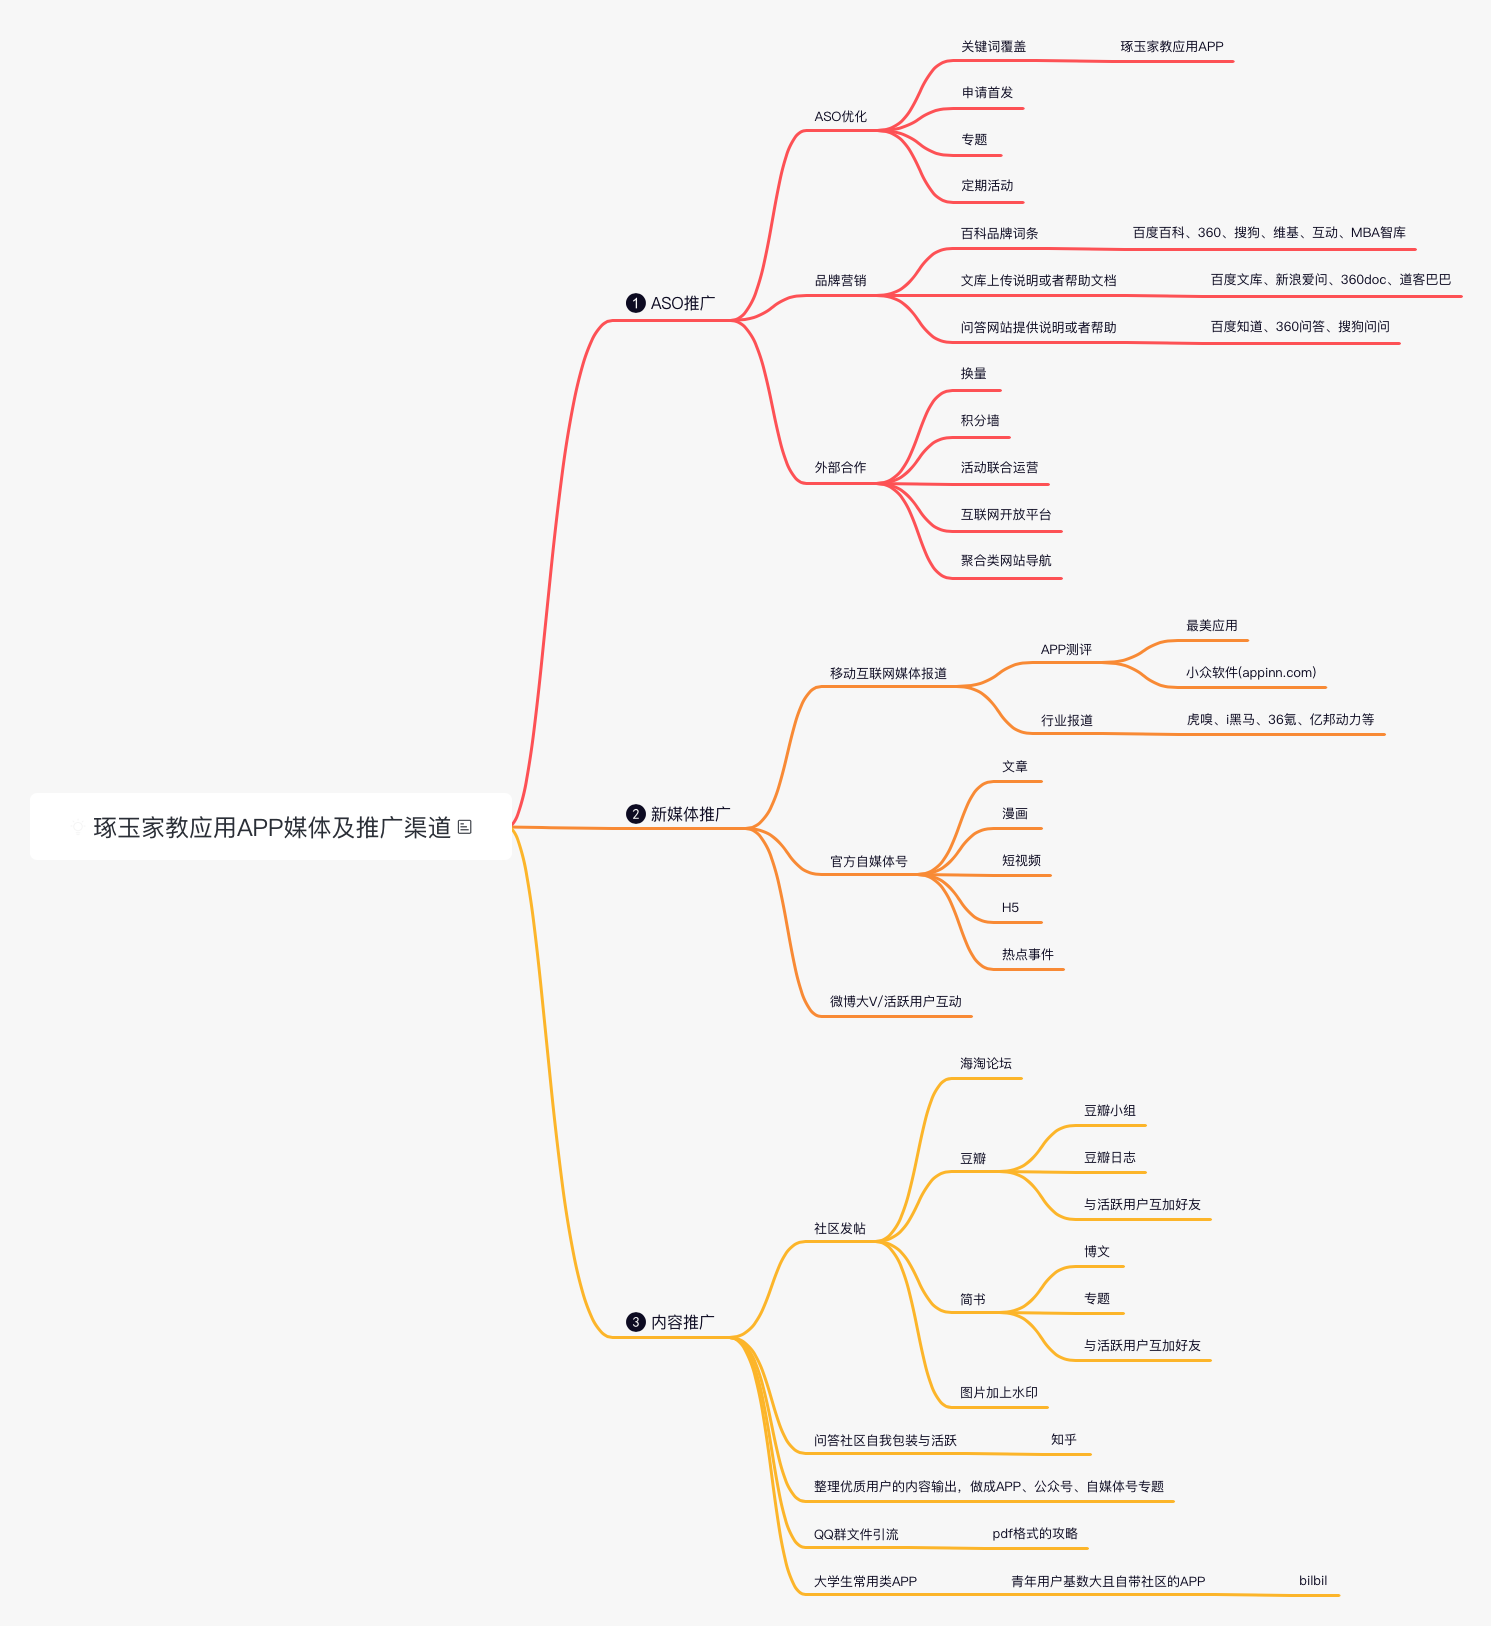 琢玉家教应用APP媒体及推广渠道
1 ASO推广
ASO优化
关键词覆盖
琢玉家教应用APP
申请首发
专题
定期活动
品牌营销
百科品牌词条
百度百科、360、搜狗、维基、互动、MBA智库
文库上传说明或者帮助文档
百度文库、新浪爱问、360doc、道客巴巴
问答网站提供说明或者帮助
百度知道、360问答、搜狗问问
外部合作
换量
积分墙
活动联合运营
互联网开放平台
聚合类网站导航
2 新媒体推广
移动互联网媒体报道
APP测评
最美应用
小众软件(appinn.com)
行业报道
虎嗅、i黑马、36氪、亿邦动力等
官方自媒体号
文章
漫画
短视频
H5
热点事件
微博大V/活跃用户互动
3 内容推广
社区发帖
海淘论坛
豆瓣
豆瓣小组
豆瓣日志
与活跃用户互加好友
简书
博文
专题
与活跃用户互加好友
图片加上水印
问答社区自我包装与活跃
知乎
整理优质用户的内容输出，做成APP、公众号、自媒体号专题
QQ群文件引流
pdf格式的攻略
大学生常用类APP
青年用户基数大且自带社区的APP
bilbil